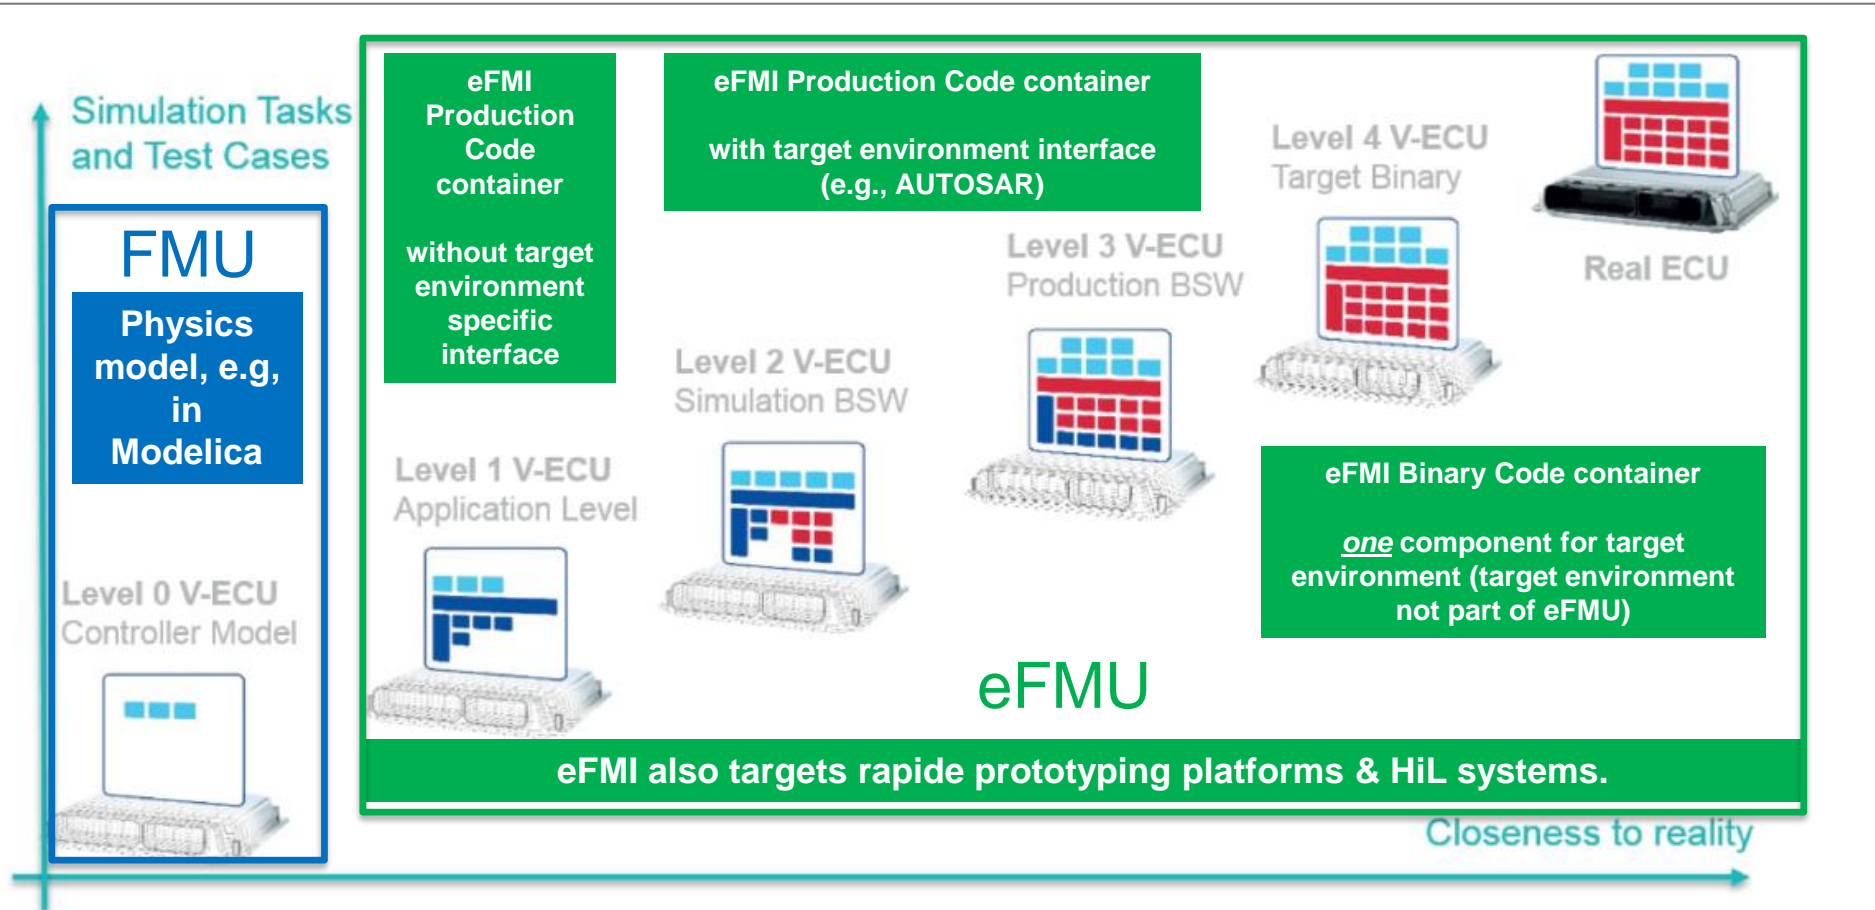 Simulation Tasks
and Test Cases
FMU
Physics
model, e.g,
in
Modelica
Level 0 V-ECU
Controller Model
eFMI
Production
Code
container
without target
environment
specific
interface
Level 1 V-ECU
Application Level
eFMI Production Code container
with target environment interface
(e.g., AUTOSAR)
Level 2 V-ECU
Simulation BSW
Level 3 V-ECU
Production BSW
Level 4 V-ECU
Target Binary
Real ECU
eFMI Binary Code container
one component for target
environment (target environment
not part of eFMU)
eFMU
eFMI also targets rapide prototyping platforms & HiL systems.
Closeness to reality